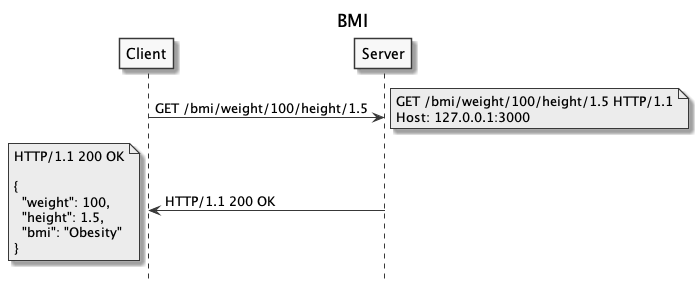 BMI
Client
Server
GET /bmi/weight/100/height/1.5
GET /bmi/weight/100/height/1.5 HTTP/1.1
Host: 127.0.0.1:3000
HTTP/1.1 200 OK
{
"weight": 100,
"height": 1.5,
"bmi": "Obesity"
}
HTTP/1.1 200 OK